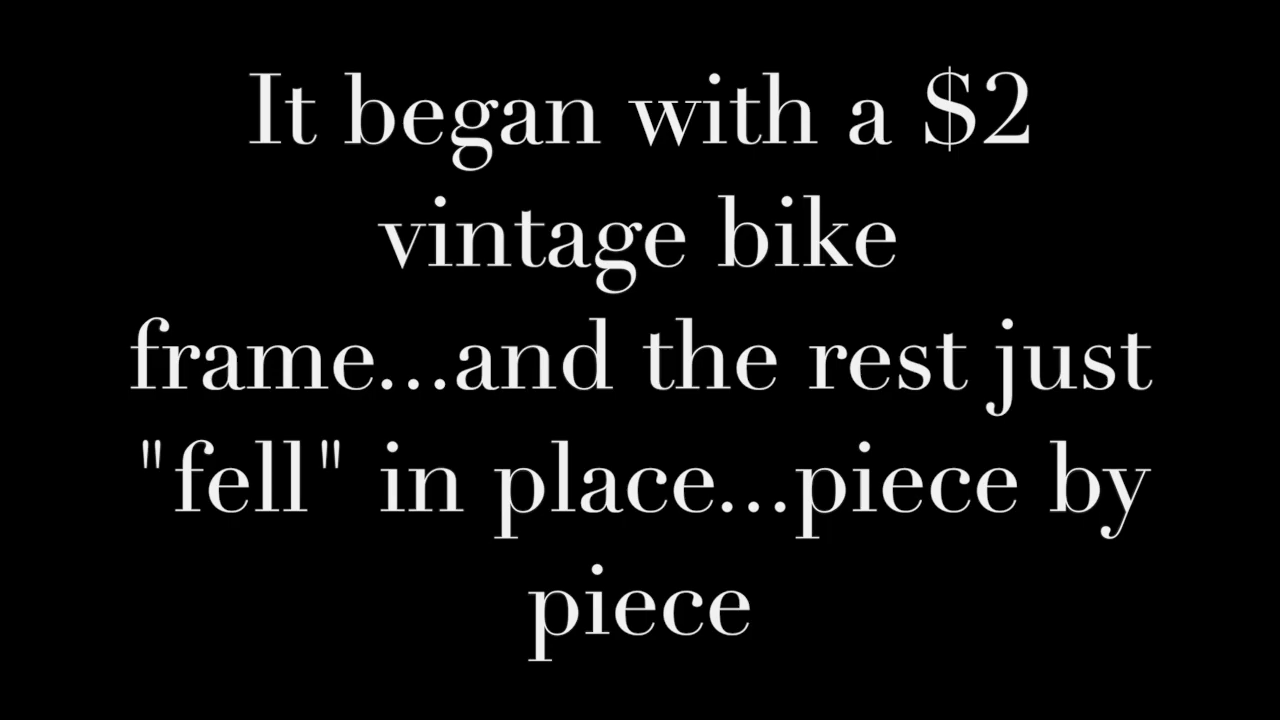 It began with a $2
vintage bike
frame...and the rest just
"fell" in place...piece by
piece